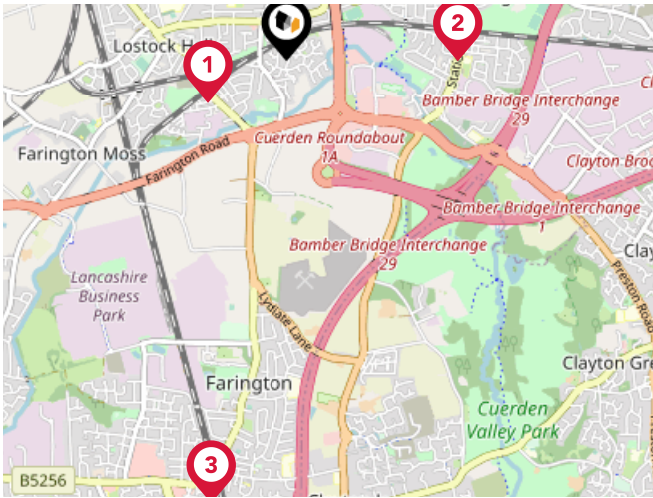 Lostock H
1
2
Stan
Bamber Bridge Interchange
29
Cuerden Roundabout
1A
Farington Moss
Farington Road
Clayton Broo
Bamber Bridge Interchange
1
Bamber Bridge Interchange
29
Clay
Lancashire
Business
Park
Preston Road
Lydiate Lane
Farington
Clayton Gre
Cuerden
Valley Park
3
B5256